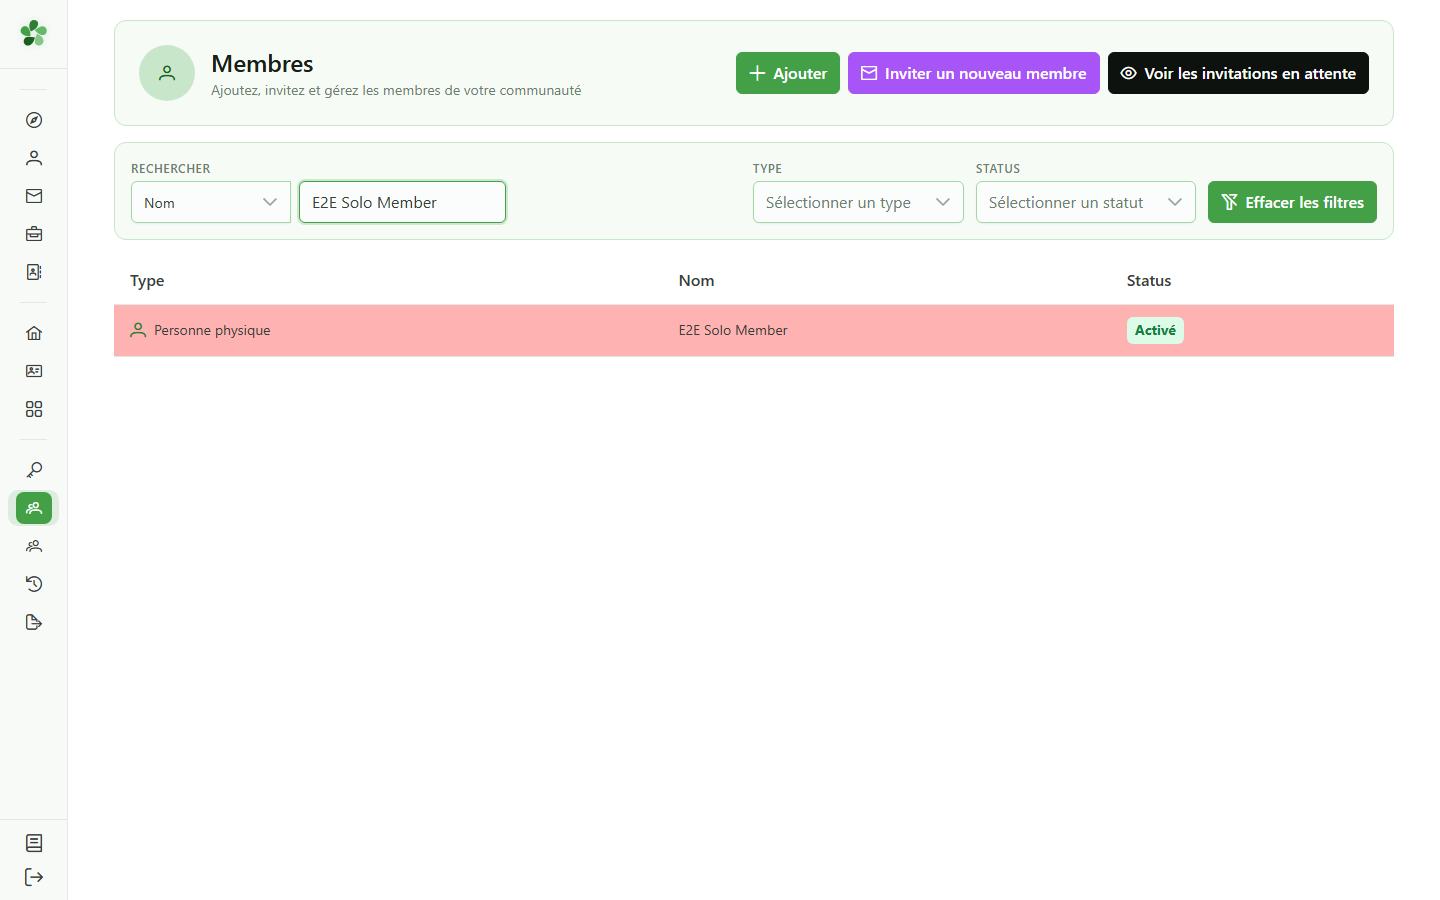 Membres
Ajoutez, invitez et gérez les membres de votre communauté
Ajouter
Inviter un nouveau membre
Voir les invitations en attente
RECHERCHER
TYPE
STATUS
Nom
E2E Solo Member
Sélectionner un type
Sélectionner un statut
Effacer les filtres
Type
Nom
Status
Personne physique
E2E Solo Member
Activé